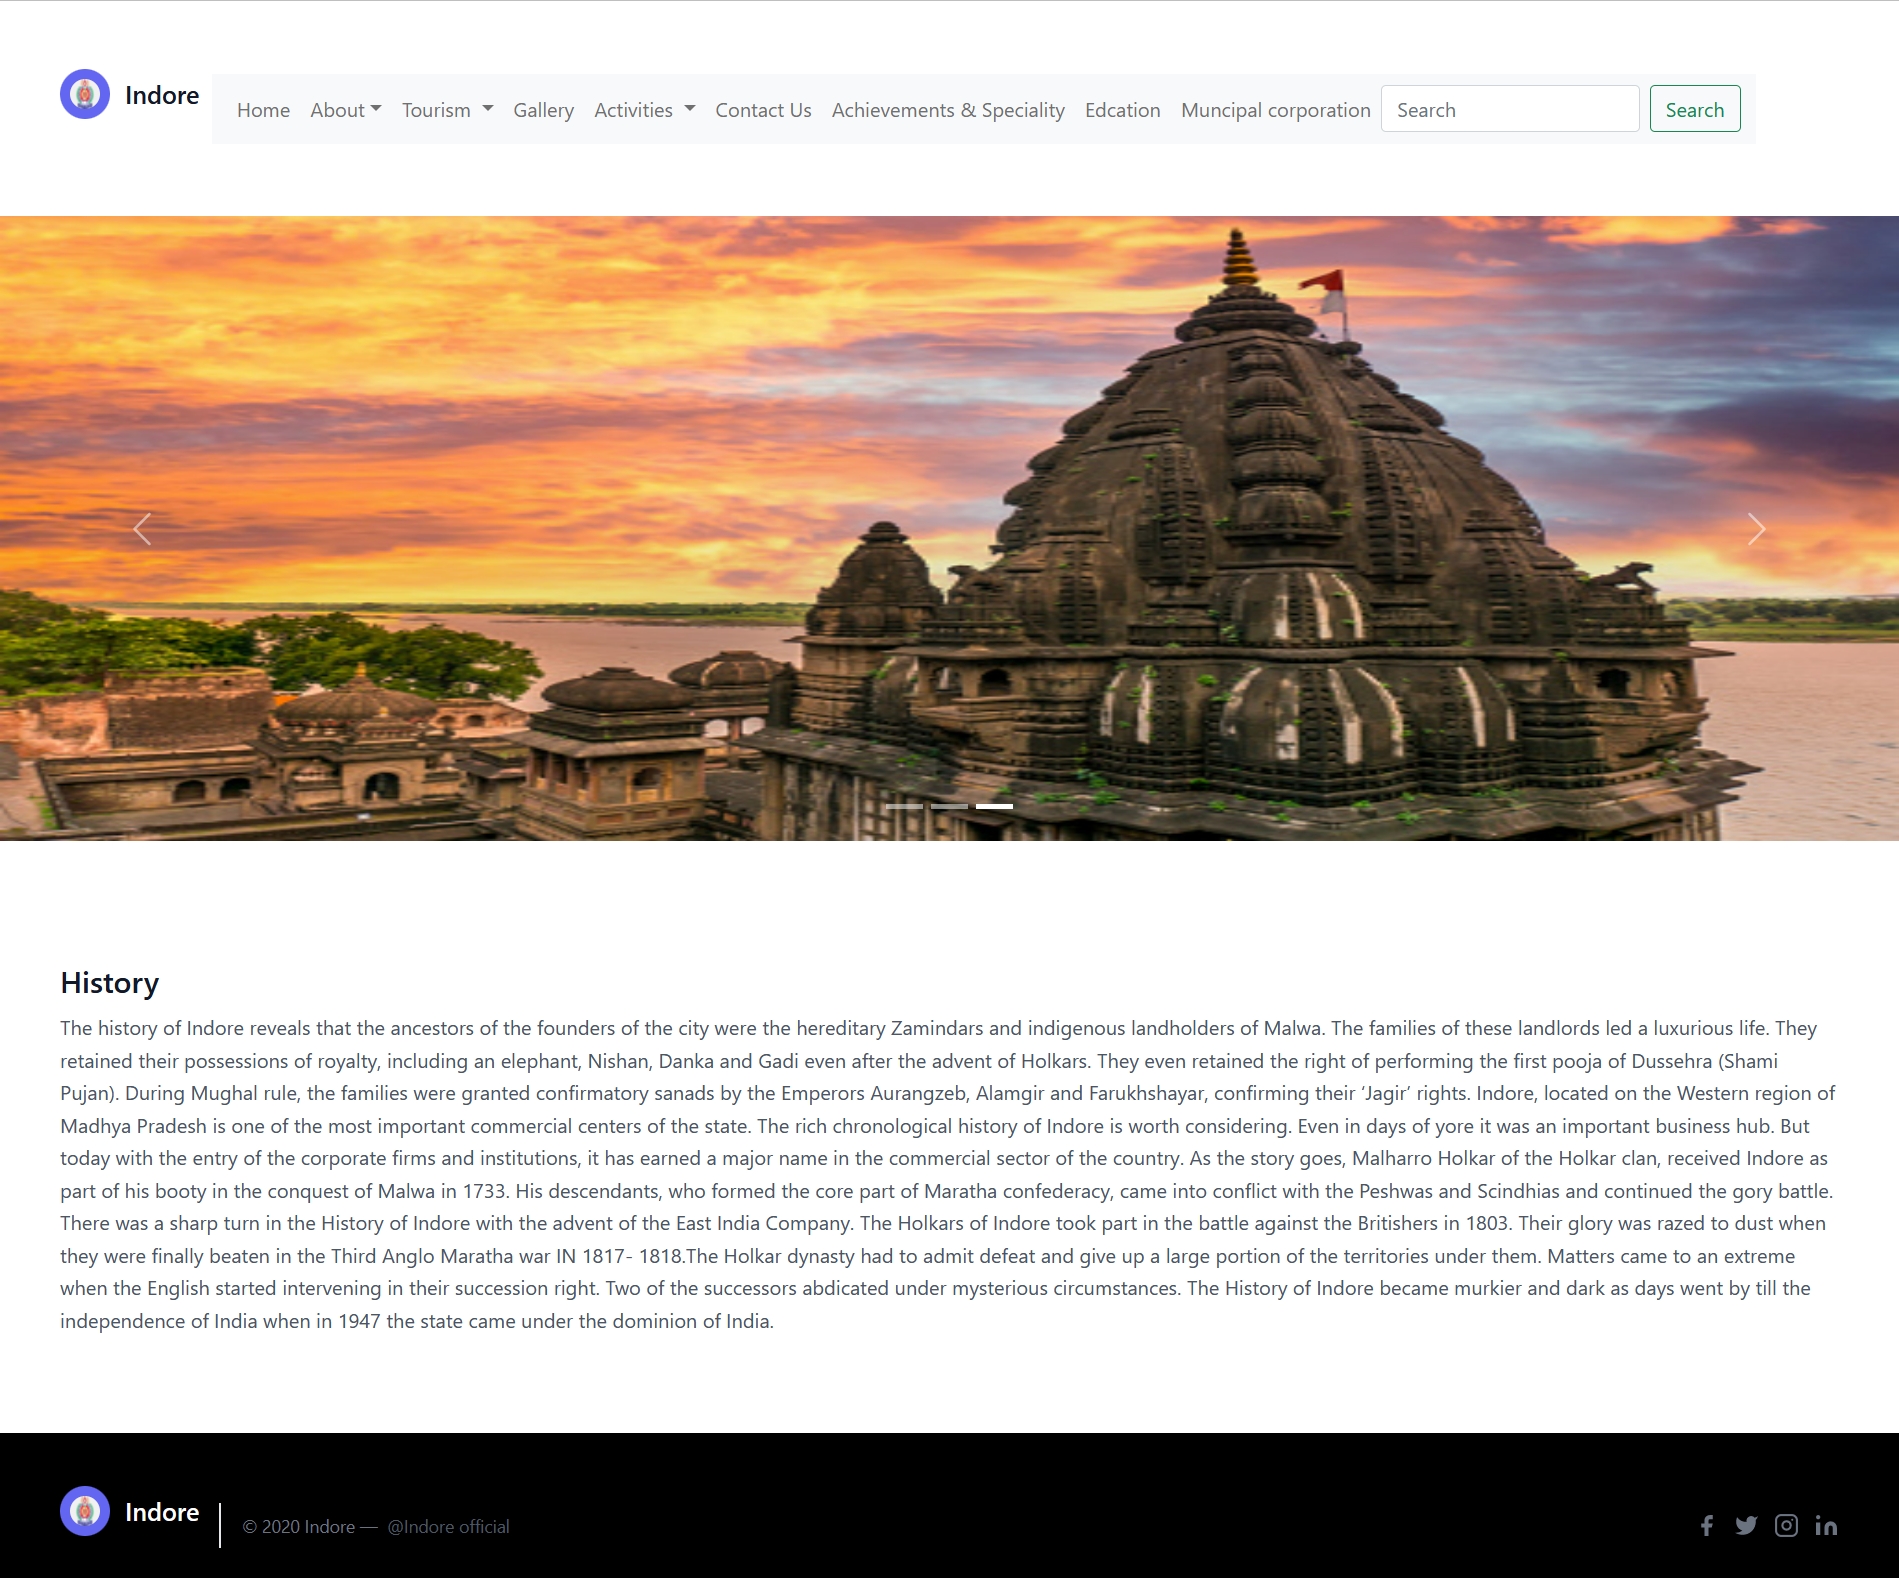 Indore
Home About Tourism Gallery Activities Contact Us Achievements & Speciality Edcation Muncipal corporation Search Search
History
The history of Indore reveals that the ancestors of the founders of the city were the hereditary Zamindars and indigenous landholders of Malwa. The families of these landlords led a luxurious life. They
retained their possessions of royalty, including an elephant, Nishan, Danka and Gadi even after the advent of Holkars. They even retained the right of performing the first pooja of Dussehra (Shami
Pujan). During Mughal rule, the families were granted confirmatory sanads by the Emperors Aurangzeb, Alamgir and Farukhshayar, confirming their ‘Jagir’ rights. Indore, located on the Western region of
Madhya Pradesh is one of the most important commercial centers of the state. The rich chronological history of Indore is worth considering. Even in days of yore it was an important business hub. But
today with the entry of the corporate firms and institutions, it has earned a major name in the commercial sector of the country. As the story goes, Malharro Holkar of the Holkar clan, received Indore as
part of his booty in the conquest of Malwa in 1733. His descendants, who formed the core part of Maratha confederacy, came into conflict with the Peshwas and Scindhias and continued the gory battle.
There was a sharp turn in the History of Indore with the advent of the East India Company. The Holkars of Indore took part in the battle against the Britishers in 1803. Their glory was razed to dust when
they were finally beaten in the Third Anglo Maratha war IN 1817- 1818.The Holkar dynasty had to admit defeat and give up a large portion of the territories under them. Matters came to an extreme
when the English started intervening in their succession right. Two of the successors abdicated under mysterious circumstances. The History of Indore became murkier and dark as days went by till the
independence of India when in 1947 the state came under the dominion of India.
Indore
© 2020 Indore — @Indore official